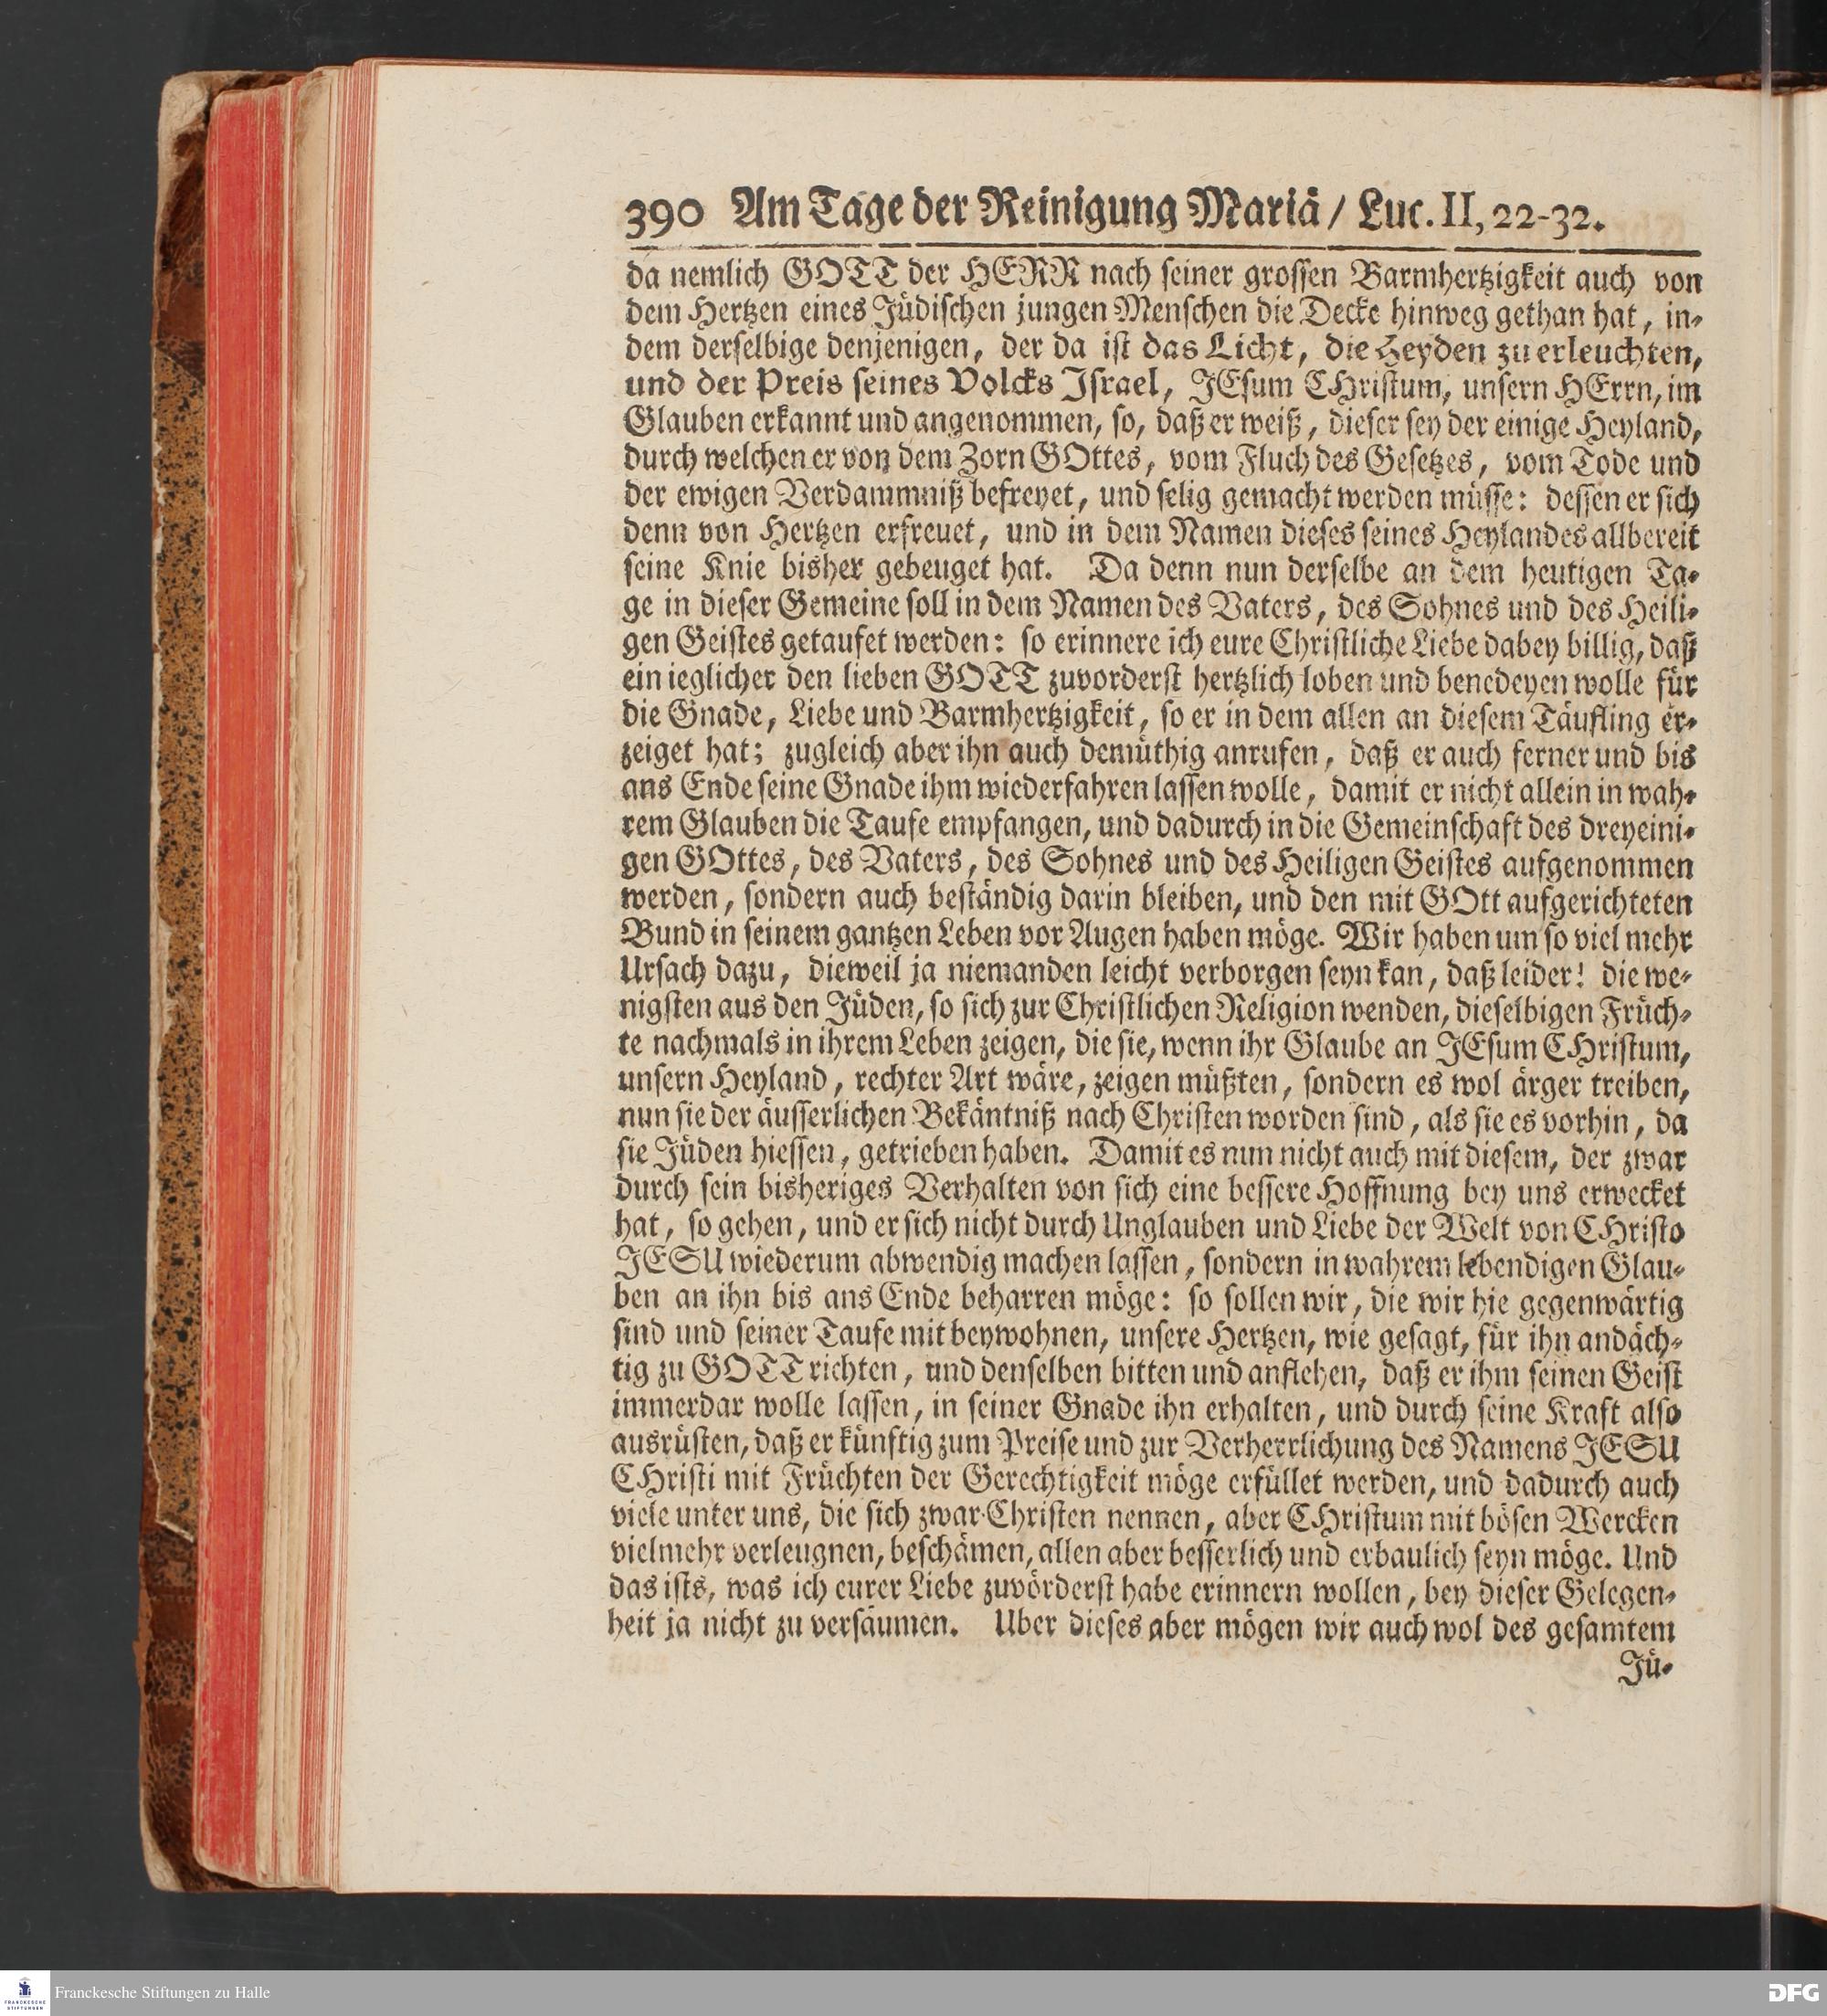 390 Am Tage der Reinigung Mariä / Luc. II, 22-32.
da nemlich GOTT der HERR nach seiner grossen Barmhertzigkeit auch von
dem Hertzen eines Jüdischen jungen Menschen die Decke hinweg gethan hat, in-
dem derselbige denjenigen, der da ist das Licht, die Heyden zu erleuchten,
und der Preis seines Volcks Israel, JEsum CHristum, unsern HErrn, im
Glauben erkannt und angenommen, so, daß er weiß, dieser sey der einige Heyland,
durch welchen er von dem Zorn GOttes, vom Fluch des Gesetzes, vom Tode und
der ewigen Verdammniß befreyet, und selig gemacht werden müsse: dessen er sich
denn von Hertzen erfreuet, und in dem Namen dieses seines Heylandes allbereit
seine Knie bisher gebeuget hat. Da denn nun derselbe an dem heutigen Ta-
ge in dieser Gemeine soll in dem Namen des Vaters, des Sohnes und des Heili-
gen Geistes getaufet werden: so erinnere ich eure Christliche Liebe dabey billig, daß
ein ieglicher den lieben GOTT zuvorderst hertzlich loben und benedeyen wolle für
die Gnade, Liebe und Barmhertzigkeit, so er in dem allen an diesem Täufling er-
zeiget hat; zugleich aber ihn auch demüthig anrufen, daß er auch ferner und bis
ans Ende seine Gnade ihm wiederfahren lassen wolle, damit er nicht allein in wah-
rem Glauben die Taufe empfangen, und dadurch in die Gemeinschaft des dreyeini-
gen GOttes, des Vaters, des Sohnes und des Heiligen Geistes aufgenommen
werden, sondern auch beständig darin bleiben, und den mit GOtt aufgerichteten
Bund in seinem gantzen Leben vor Augen haben möge. Wir haben um so viel mehr
Ursach dazu, dieweil ja niemanden leicht verborgen seyn kan, daß leider! die we-
nigsten aus den Jüden, so sich zur Christlichen Religion wenden, dieselbigen Früch-
te nachmals in ihrem Leben zeigen, die sie, wenn ihr Glaube an JEsum CHristum,
unsern Heyland, rechter Art wäre, zeigen müßten, sondern es wol ärger treiben,
nun sie der äusserlichen Bekäntniß nach Christen worden sind, als sie es vorhin, da
sie Jüden hiessen, getrieben haben. Damit es nun nicht auch mit diesem, der zwar
durch sein bisheriges Verhalten von sich eine bessere Hoffnung bey uns erwecket
hat, so gehen, und er sich nicht durch Unglauben und Liebe der Welt von CHristo
JESU wiederum abwendig machen lassen, sondern in wahrem lebendigen Glau-
ben an ihn bis ans Ende beharren möge: so sollen wir, die wir hie gegenwärtig
sind und seiner Taufe mit beywohnen, unsere Hertzen, wie gesagt, für ihn andäch-
tig zu GOTT richten, und denselben bitten und anflehen, daß er ihm seinen Geist
immerdar wolle lassen, in seiner Gnade ihn erhalten, und durch seine Kraft also
ausrüsten, daß er künftig zum Preise und zur Verherrlichung des Namens JESU
CHristi mit Früchten der Gerechtigkeit möge erfüllet werden, und dadurch auch
viele unter uns, die sich zwar Christen nennen, aber CHristum mit bösen Wercken
vielmehr verleugnen, beschämen, allen aber besserlich und erbaulich seyn möge. Und
das ists, was ich eurer Liebe zuvörderst habe erinnern wollen, bey dieser Gelegen-
heit ja nicht zu versäumen. Uber dieses aber mögen wir auch wol des gesamtem
Jü-
FRANCKESCHE STIFTUNGEN
Franckesche Stiftungen zu Halle
DFG